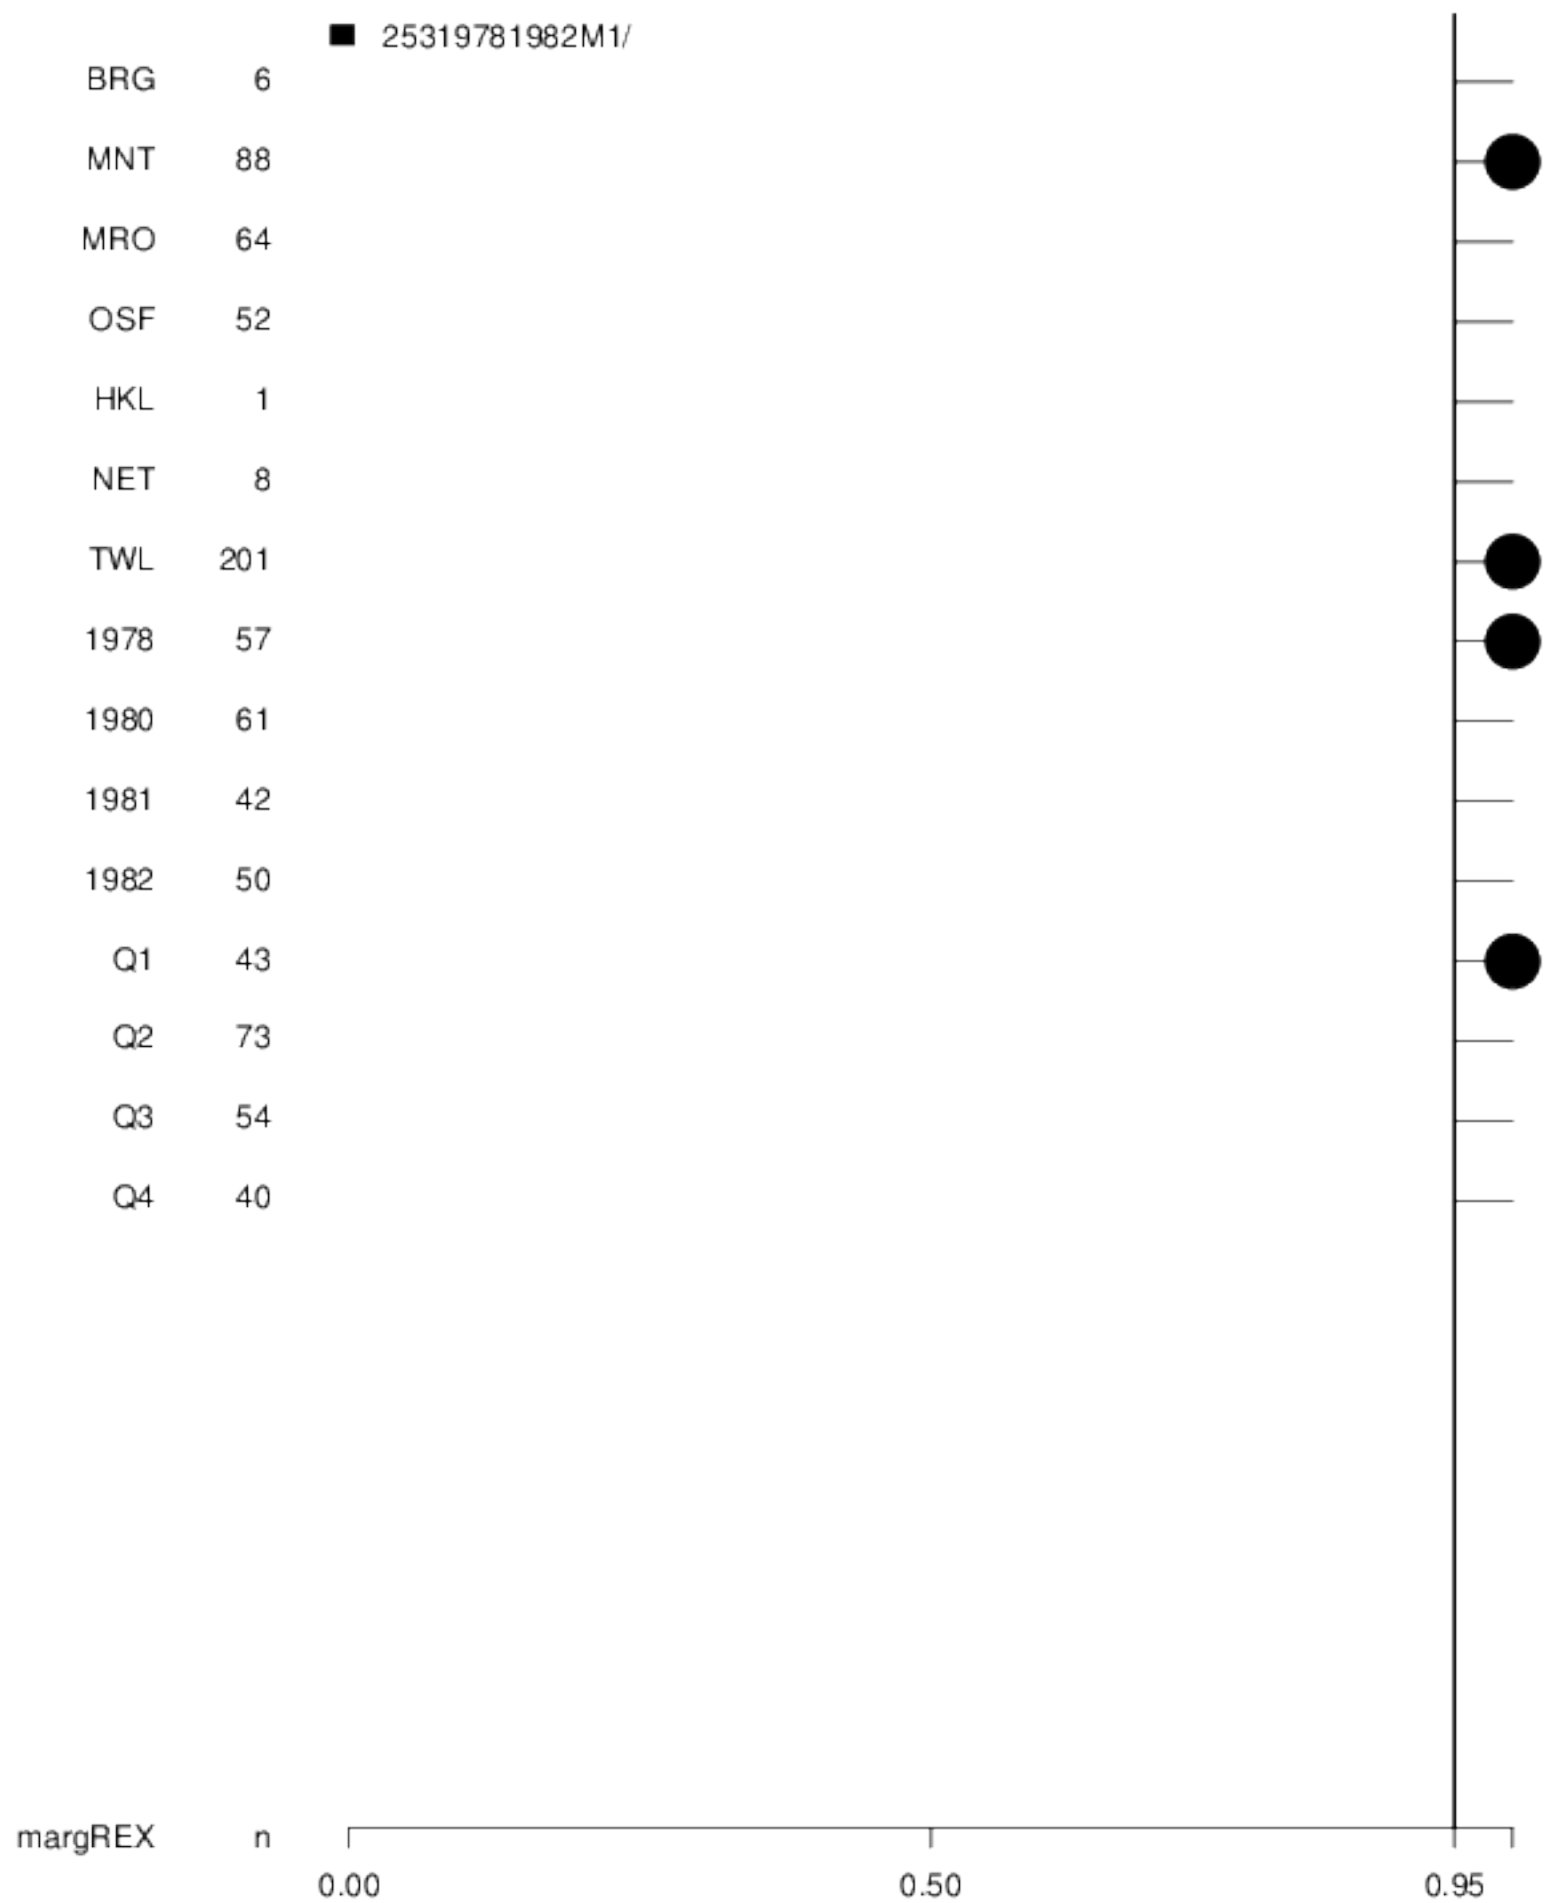 25319781982M1/
BRG 6
MNT 88
MRO 64
OSF 52
HKL 1
NET 8
TWL 201
1978 57
1980 61
1981 42
1982 50
Q1 43
Q2 73
Q3 54
Q4 40
margREX n
0.00 0.50 0.95